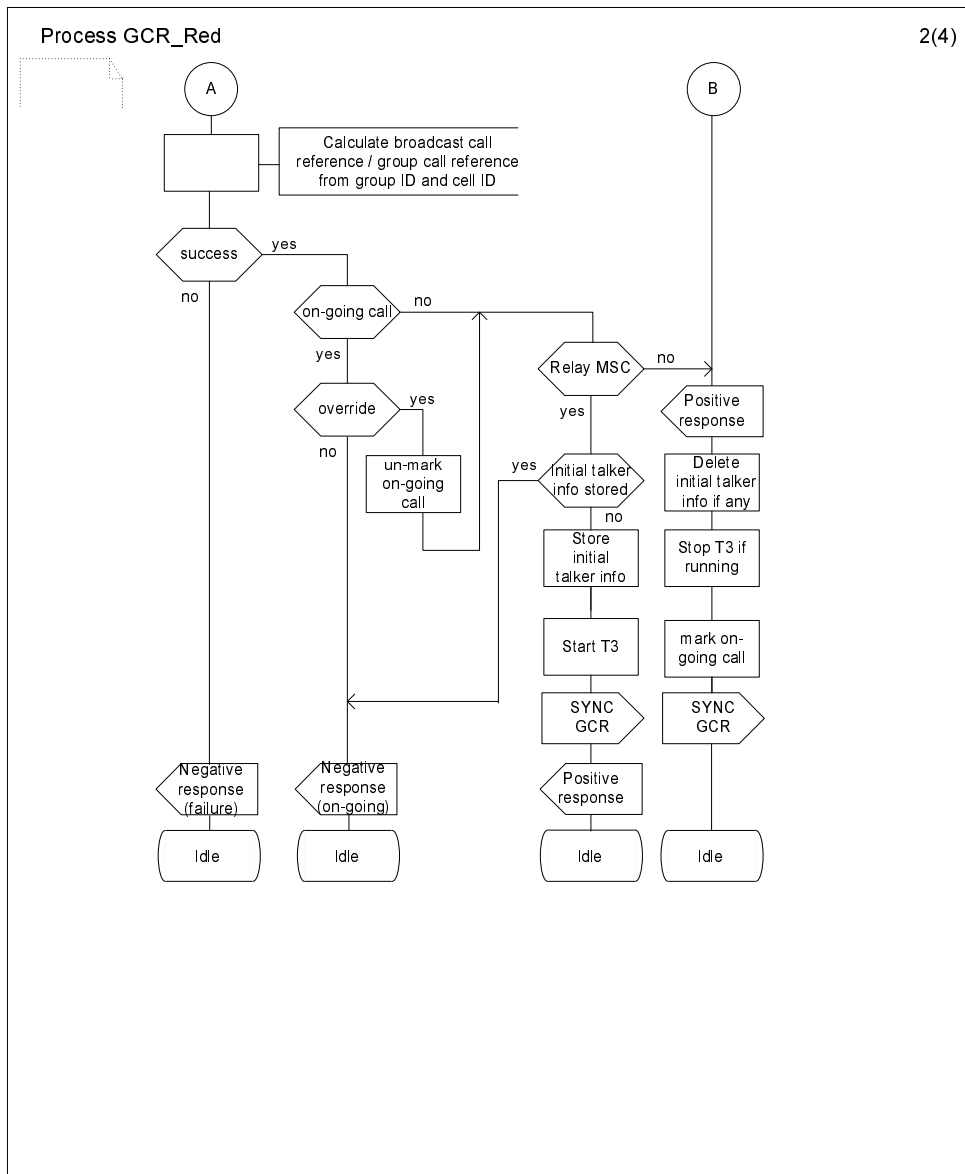 Process GCR_Red
2(4)
A
B
Calculate broadcast call
reference / group call reference
from group ID and cell ID
success
yes
no
on-going call
no
yes
Relay MSC
no
yes
override
yes
no
Positive
response
un-mark
on-going
call
yes
Initial talker
info stored
no
Delete
initial talker
info if any
Store
initial
talker info
Stop T3 if
running
Start T3
mark on-
going call
SYNC
GCR
SYNC
GCR
Negative
response
(failure)
Negative
response
(on-going)
Positive
response
Idle
Idle
Idle
Idle